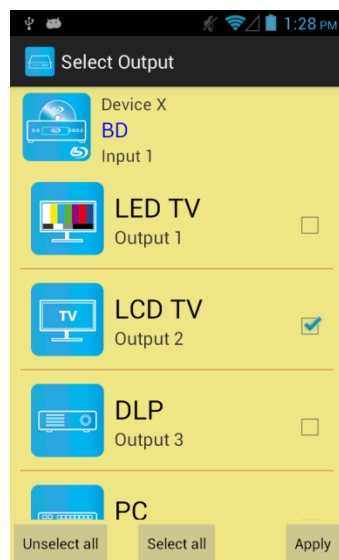 1:28 PM
Select Output
Device X
BD
Input 1
LED TV
Output 1
TV
LCD TV
Output 2
DLP
Output 3
PC
Unselect all
Select all
Apply